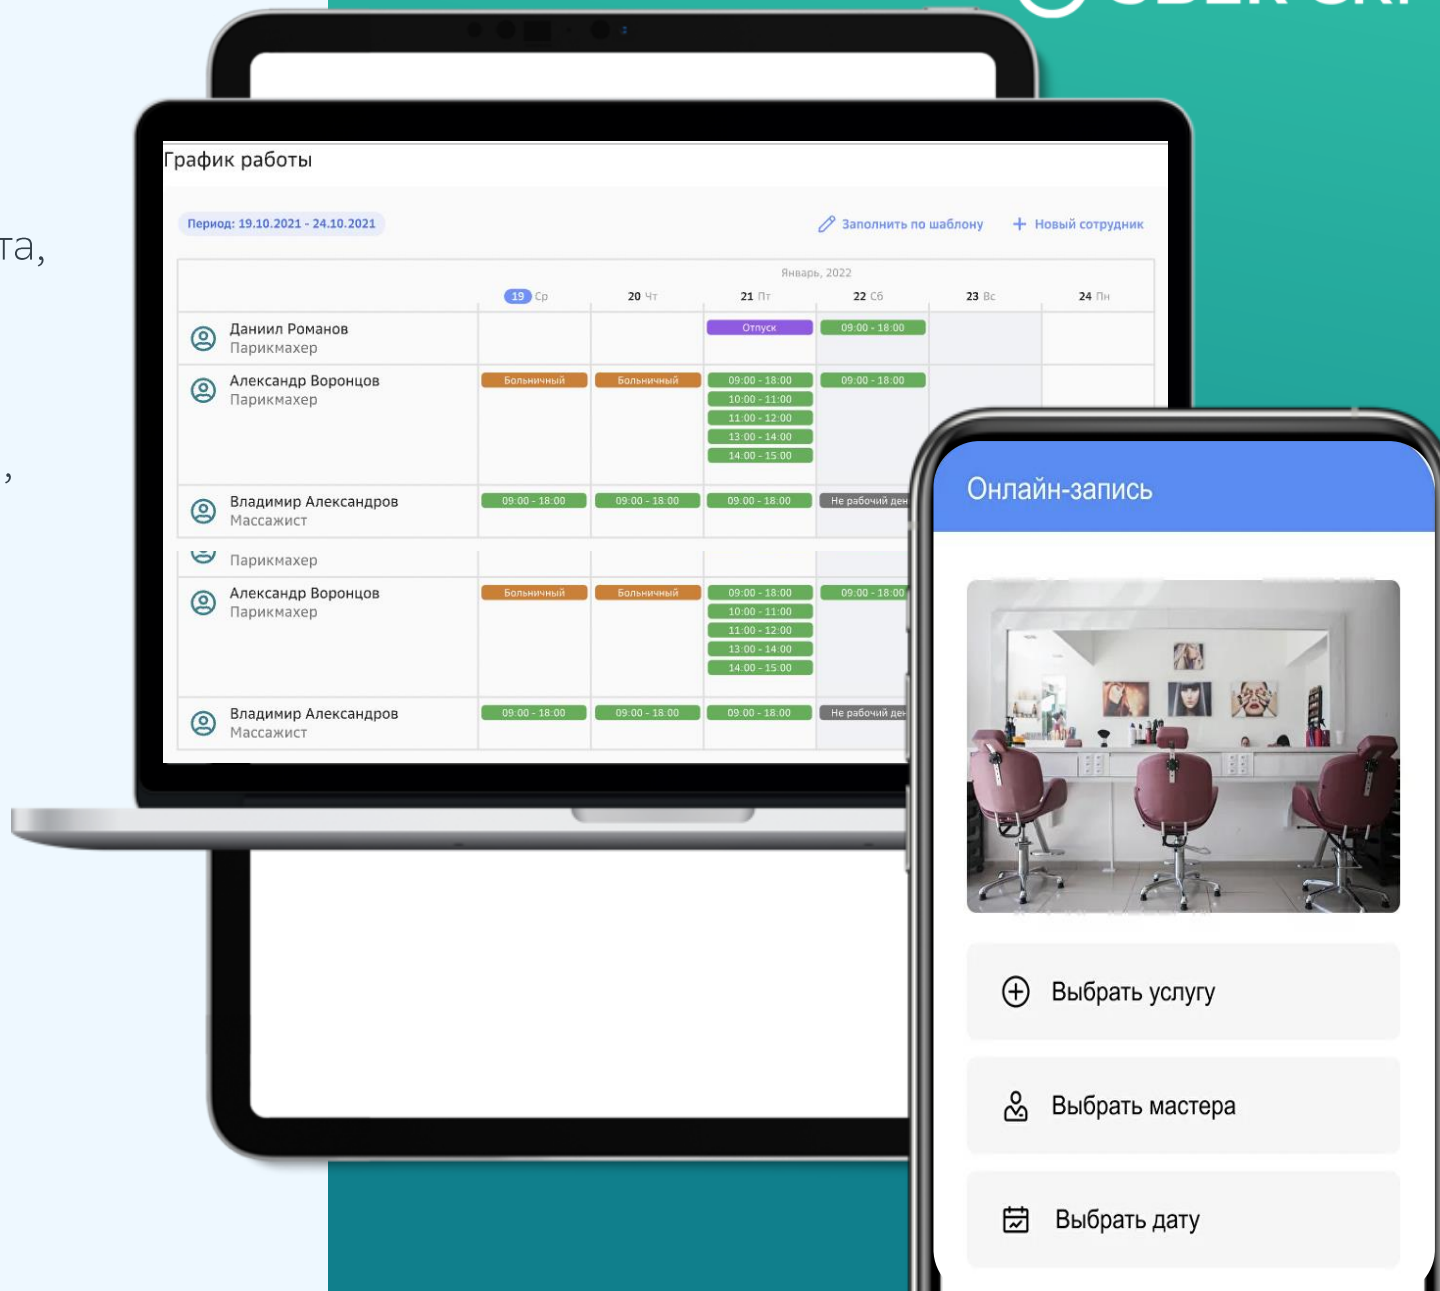 та,
,
График работы
Период: 19.10.2021 - 24.10.2021
Заполнить по шаблону
+ Новый сотрудник
Январь, 2022
19 Ср 20 Чт 21 Пт 22 Сб 23 Вс 24 Пн
Даниил Романов
Парикмахер
Отпуск 09:00 - 18:00
Александр Воронцов
Парикмахер
Больничный Больничный 09:00 - 18:00 09:00 - 18:00
10:00 - 11:00
11:00 - 12:00
13:00 - 14:00
14:00 - 15:00
Владимир Александров
Массажист
09:00 - 18:00 09:00 - 18:00 09:00 - 18:00 Не рабочий ден
Парикмахер
Александр Воронцов
Парикмахер
Больничный Больничный 09:00 - 18:00 09:00 - 18:00
10:00 - 11:00
11:00 - 12:00
13:00 - 14:00
14:00 - 15:00
Владимир Александров
Массажист
09:00 - 18:00 09:00 - 18:00 09:00 - 18:00 Не рабочий ден
Онлайн-запись
Выбрать услугу
Выбрать мастера
Выбрать дату